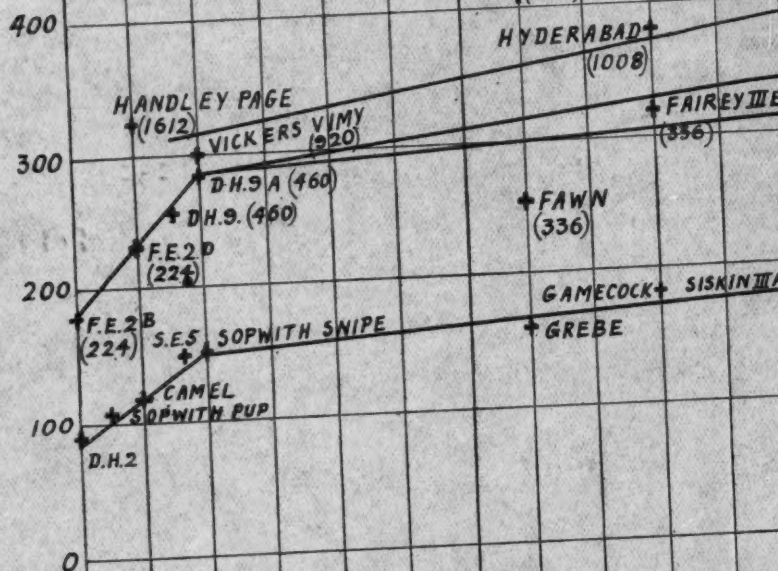 400
HYDERABAD
(1008)
HANDLEY PAGE
(1612)
VICKERS VIMY
(920)
FAIREY III E
(336)
300
D.H.9 A (460)
D.H.9. (460)
FAWN
(336)
F.E.2 D
(224)
200
GAMECOCK
SISKIN III A
F.E.2 B
(224)
S.E.5
SOPWITH SNIPE
GREBE
CAMEL
SOPWITH PUP
100
D.H.2
0